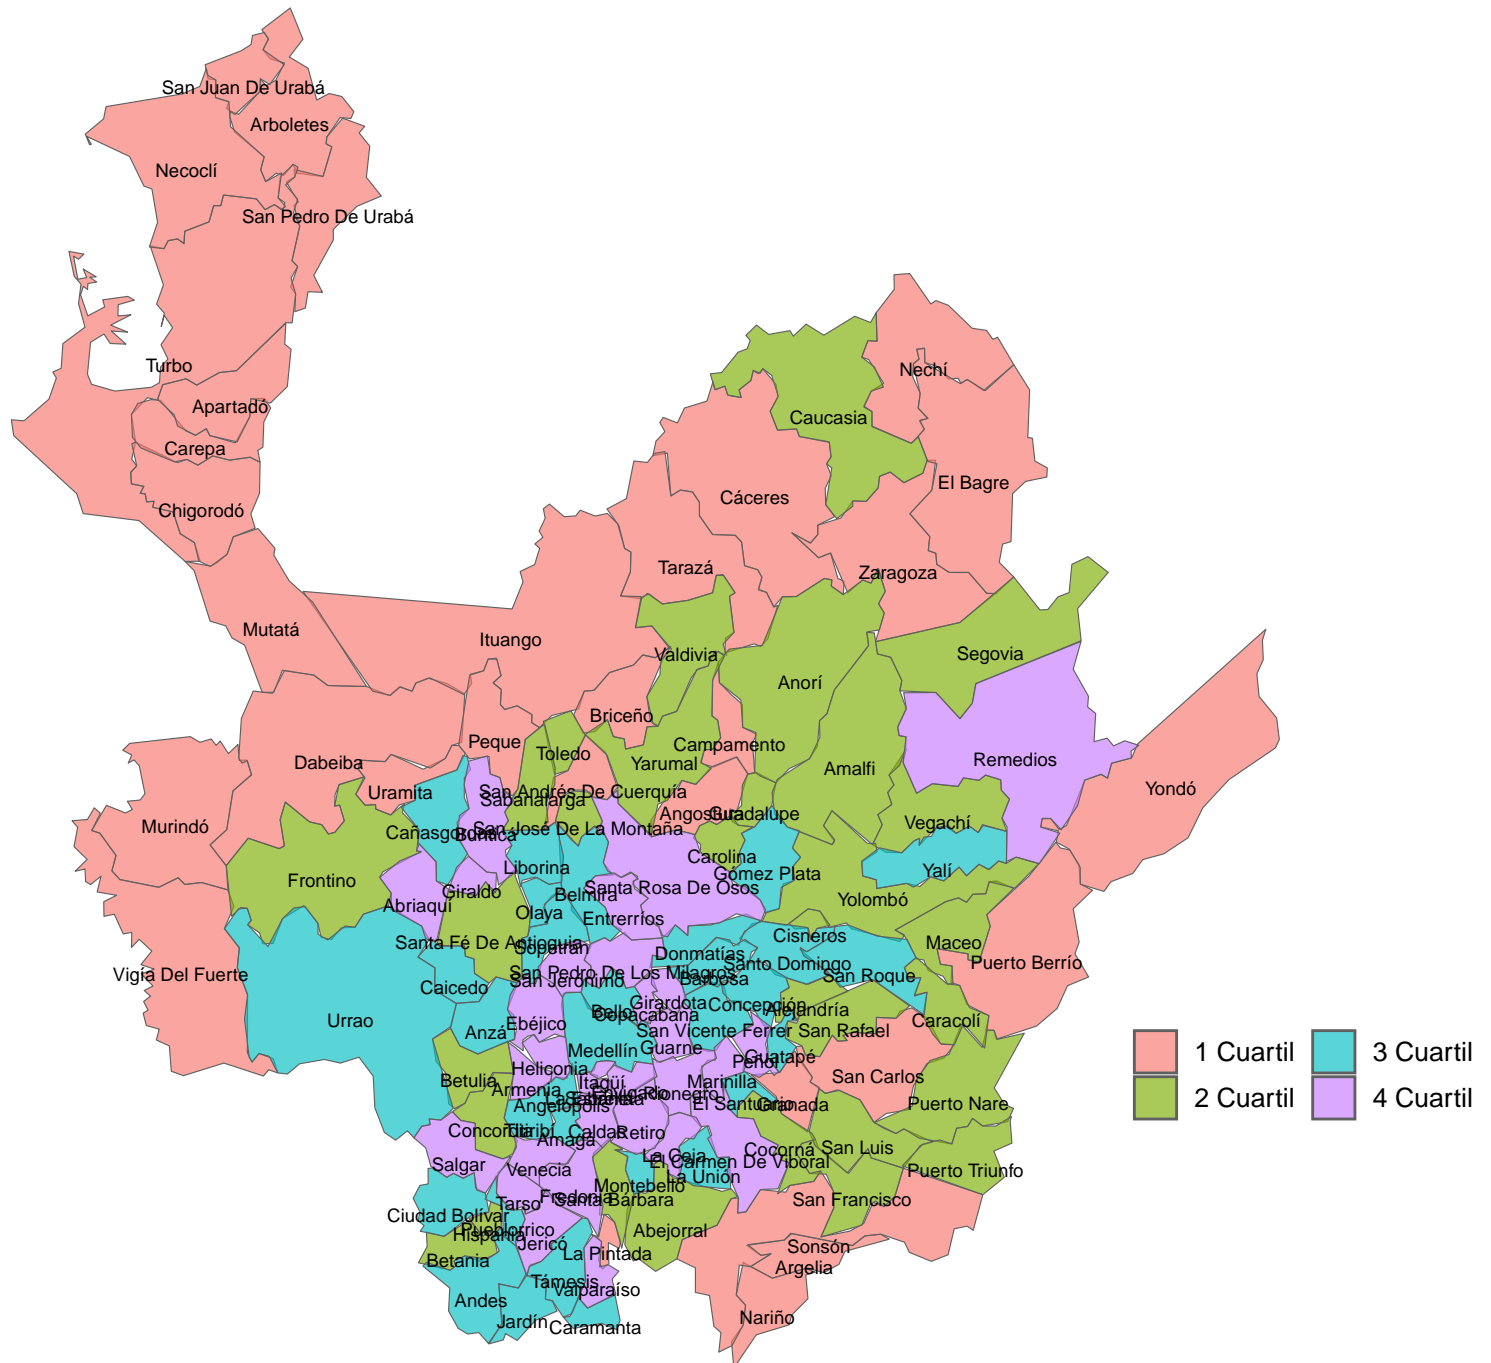 San Juan De Urabá
Arboletes
Necoclí
San Pedro De Urabá
Turbo
Nechí
Apartadó
Caucasia
Carepa
El Bagre
Cáceres
Chigorodó
Tarazá
Zaragoza
Mutatá
Ituango
Valdivia
Segovia
Anorí
Briceño
Peque
Campamento
Toledo
Dabeiba
Yarumal
Remedios
Amalfi
Yondó
Uramita
San Andrés De Cuerquía
Sabanalarga
Angostura
Guadalupe
Vegachí
Murindó
Cañasgordas
Buriticá
San José De La Montaña
Carolina
Liborina
Gómez Plata
Yalí
Frontino
Giraldo
Santa Rosa De Osos
Belmira
Yolombó
Abriaquí
Olaya
Entrerríos
Cisneros
Santa Fé De Antioquia
Sopetrán
Maceo
Donmatías
Santo Domingo
Puerto Berrío
Vigía Del Fuerte
San Pedro De Los Milagros
San Jerónimo
Barbosa
San Roque
Caicedo
Girardota
Concepción
Alejandría
Bello
Copacabana
Urrao
Ebéjico
Anzá
San Vicente Ferrer
San Rafael
Caracolí
Medellín
Guarne
Guatapé
Peñol
1 Cuartil
3 Cuartil
Heliconia
Betulia
Itagüí
Marinilla
San Carlos
Armenia
Envigado
Rionegro
La Estrella
Sabaneta
Angelópolis
El Santuario
Granada
Puerto Nare
2 Cuartil
4 Cuartil
Concordia
Titiribí
Caldas
Retiro
Amagá
Cocorná
San Luis
La Ceja
El Carmen De Viboral
Salgar
Venecia
La Unión
Puerto Triunfo
Montebello
Fredonia
Santa Bárbara
Tarso
San Francisco
Ciudad Bolívar
Pueblorrico
Hispania
Abejorral
Jericó
La Pintada
Sonsón
Betania
Argelia
Támesis
Valparaíso
Andes
Jardín
Caramanta
Nariño